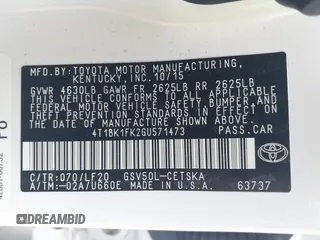 MFD.BY:TOYOTA MOTOR MANUFACTURING,
KENTUCKY,INC.10/15
GVWR 4630LB GAWR FR 2625LB RR 2625LB
THIS VEHICLE CONFORMS TO ALL APPLICABLE
FEDERAL MOTOR VEHICLE SAFETY, BUMPER, AND
THEFT PREVENTION STANDARDS IN EFFECT ON
THE DATE OF MANUFACTURE SHOWN ABOVE.
4T1BK1FK2GU571473 PASS.CAR
C/TR:070/LF20 GSV50L-CETSKA
A/TM:-02A/U660E 63737
TOYOTA
DREAMBID